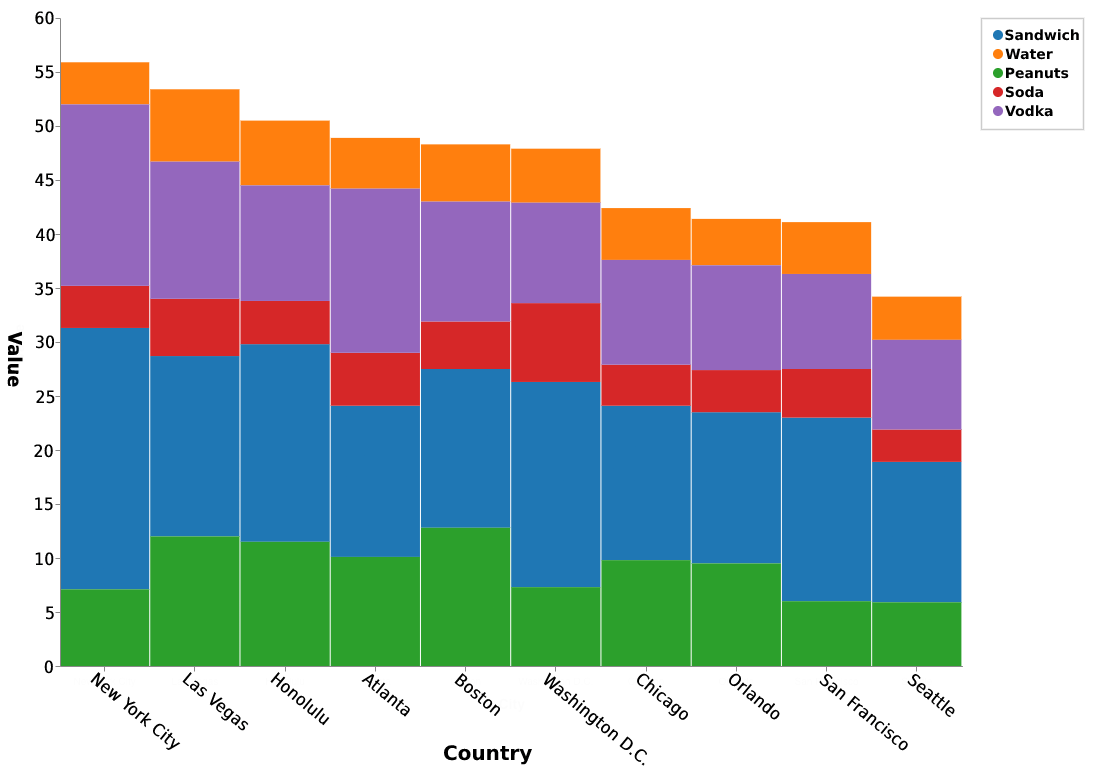 60
55
50
45
40
35
30
25
20
15
10
5
0
Value
New York City
Las Vegas
Honolulu
Atlanta
Boston
Washington D.C.
Chicago
Orlando
San Francisco
Seattle
Country
Sandwich
Water
Peanuts
Soda
Vodka